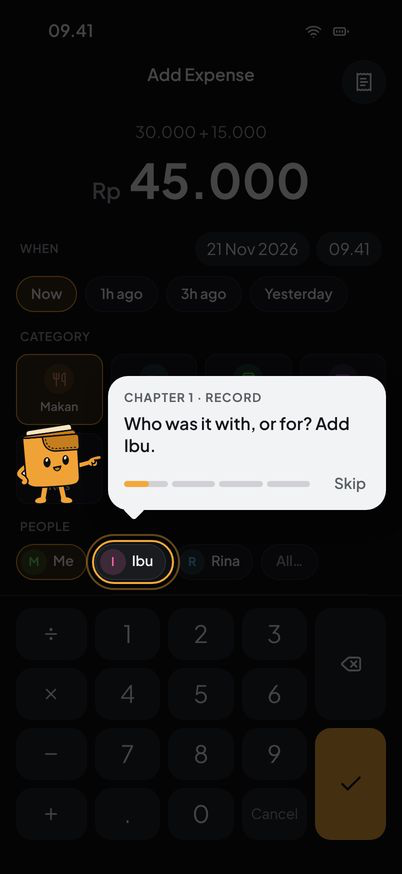 09.41
Add Expense
30.000 + 15.000
Rp 45.000
WHEN
21 Nov 2026
09.41
Now
1h ago
3h ago
Yesterday
CATEGORY
Makan
CHAPTER 1 · RECORD
Who was it with, or for? Add
Ibu.
Skip
PEOPLE
M Me
I Ibu
R Rina
All...
÷ 1 2 3
× 4 5 6
− 7 8 9
+ . 0 Cancel